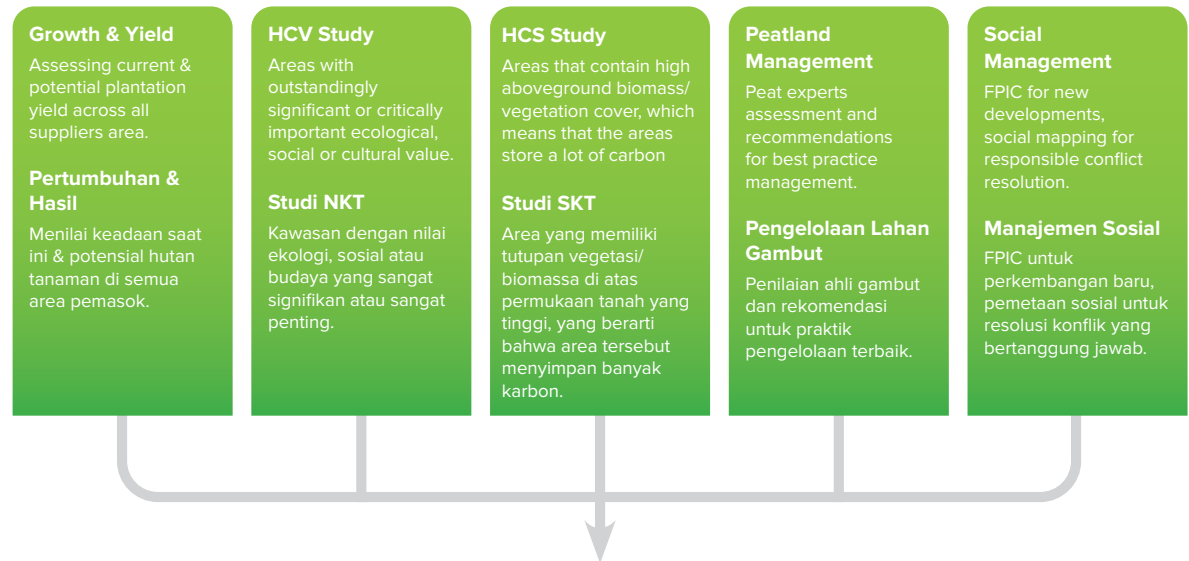 Growth & Yield
Assessing current &
potential plantation
yield across all
suppliers area.
Pertumbuhan &
Hasil
Menilai keadaan saat
ini & potensial hutan
tanaman di semua
area pemasok.
HCV Study
Areas with
outstandingly
significant or critically
important ecological,
social or cultural value.
Studi NKT
Kawasan dengan nilai
ekologi, sosial atau
budaya yang sangat
signifikan atau sangat
penting.
HCS Study
Areas that contain high
aboveground biomass/
vegetation cover, which
means that the areas
store a lot of carbon
Studi SKT
Area yang memiliki
tutupan vegetasi/
biomassa di atas
permukaan tanah yang
tinggi, yang berarti
bahwa area tersebut
menyimpan banyak
karbon.
Peatland
Management
Peat experts
assessment and
recommendations
for best practice
management.
Pengelolaan Lahan
Gambut
Penilaian ahli gambut
dan rekomendasi
untuk praktik
pengelolaan terbaik.
Social
Management
FPIC for new
developments,
social mapping for
responsible conflict
resolution.
Manajemen Sosial
FPIC untuk
perkembangan baru,
pemetaan sosial untuk
resolusi konflik yang
bertanggung jawab.